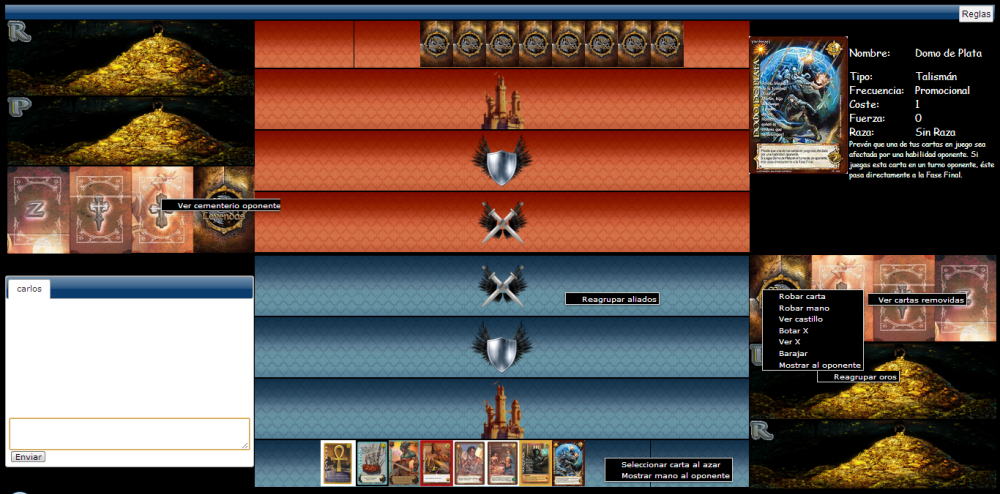 Reglas
R
P
Z
Leyendas
Ver cementerio oponente
DOMO DE PLATA
Nombre: Domo de Plata
Tipo: Talismán
Frecuencia: Promocional
Coste: 1
Fuerza: 0
Raza: Sin Raza
Prevén que una de tus cartas en juego sea
afectada por una habilidad oponente. Si
juegas esta carta en un turno oponente, éste
pasa directamente a la Fase Final.
carlos
Enviar
Reagrupar aliados
Robar carta
Robar mano
Ver castillo
Botar X
Ver X
Barajar
Mostrar al oponente
Ver cartas removidas
Z
Reagrupar oros
R
Seleccionar carta al azar
Mostrar mano al oponente